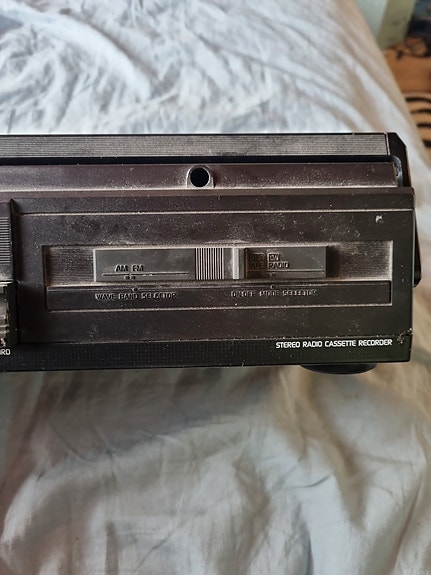 AM FM
RADIO
WAVE BAND SELECTOR
ON-OFF MODE SELECTOR
STEREO RADIO CASSETTE RECORDER